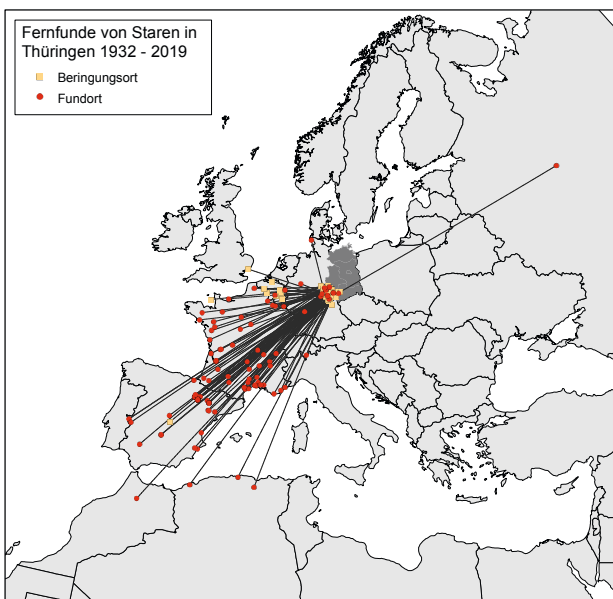 Fernfunde von Staren in
Thüringen 1932 - 2019
Beringungsort
Fundort